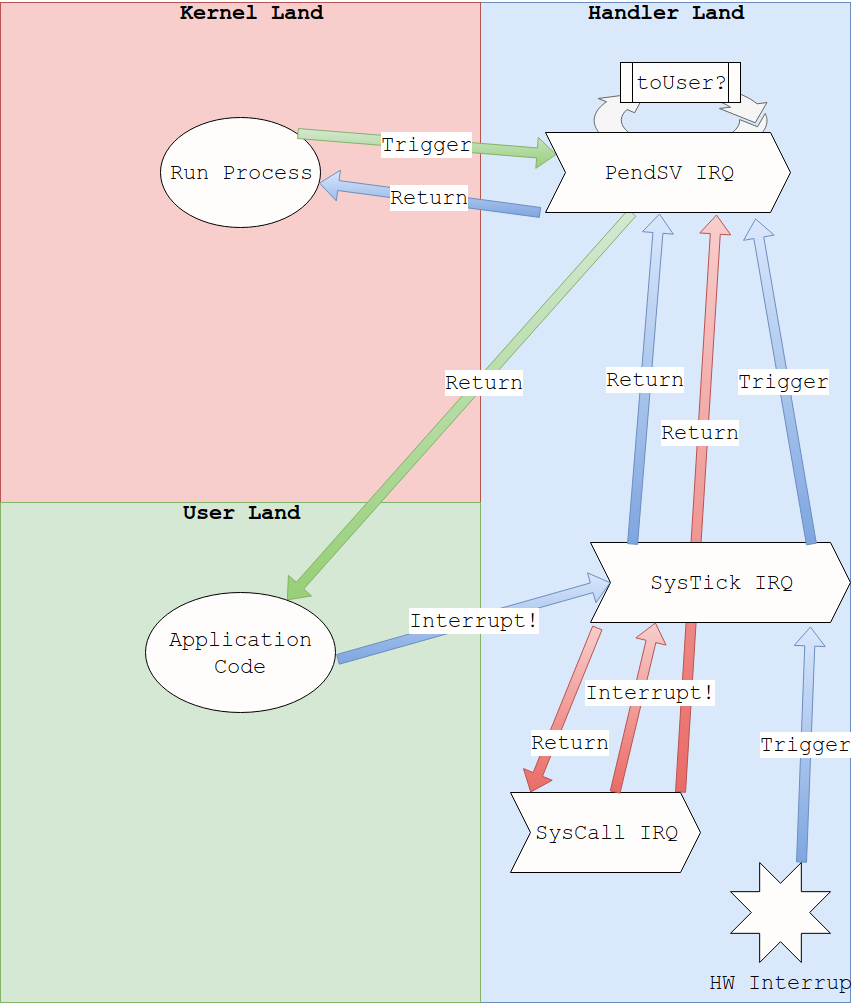 Kernel Land
Handler Land
toUser?
Run Process
Trigger
PendSV IRQ
Return
Return
Return
Trigger
Return
User Land
SysTick IRQ
Application
Code
Interrupt!
Interrupt!
Return
Trigger
SysCall IRQ
HW Interrup